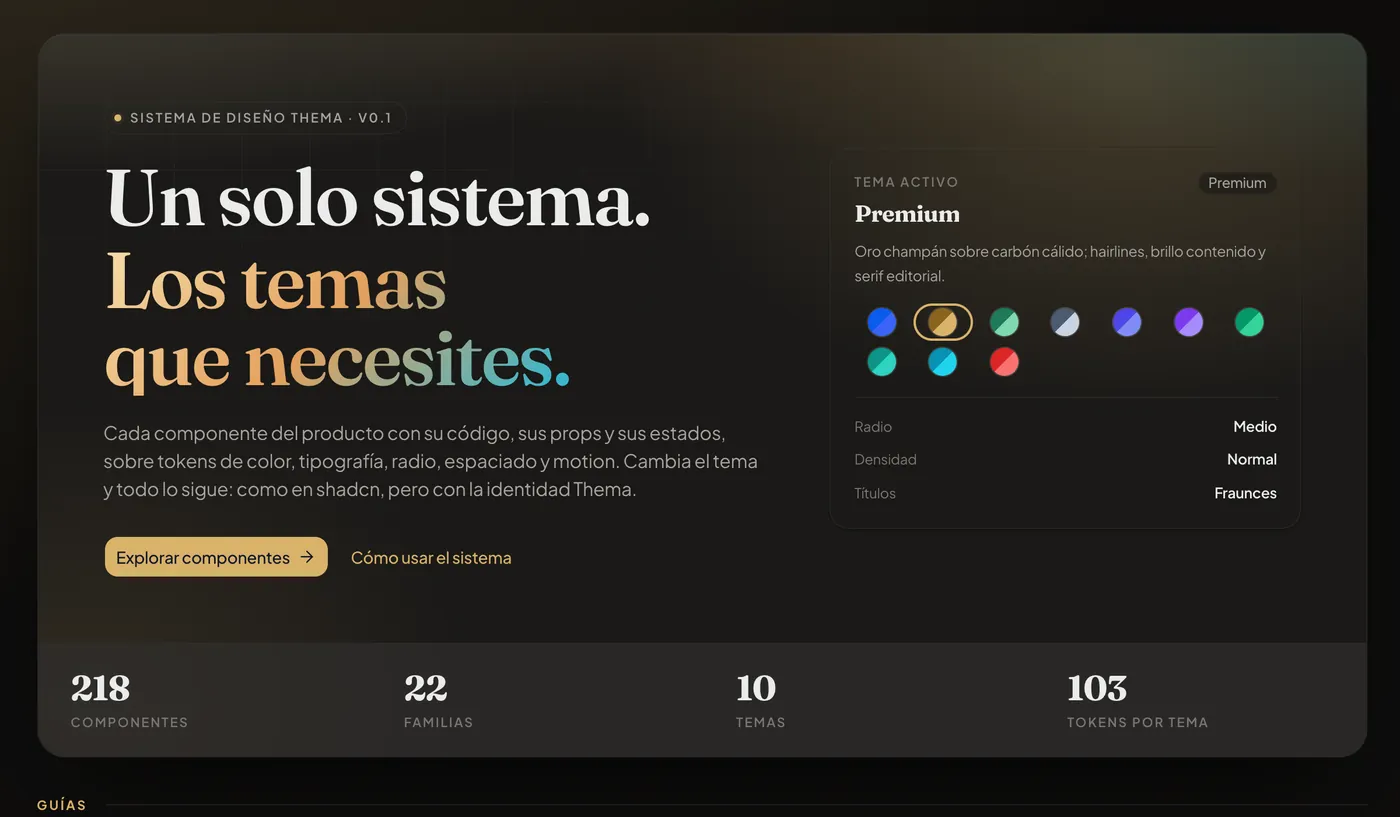 SISTEMA DE DISEÑO THEMA · V0.1
Un solo sistema.
Los temas
que necesites.
Cada componente del producto con su código, sus props y sus estados,
sobre tokens de color, tipografía, radio, espaciado y motion. Cambia el tema
y todo lo sigue: como en shadcn, pero con la identidad Thema.
Explorar componentes →
Cómo usar el sistema
TEMA ACTIVO
Premium
Premium
Oro champán sobre carbón cálido; hairlines, brillo contenido y
serif editorial.
Radio Medio
Densidad Normal
Títulos Fraunces
218
COMPONENTES
22
FAMILIAS
10
TEMAS
103
TOKENS POR TEMA
GUÍAS